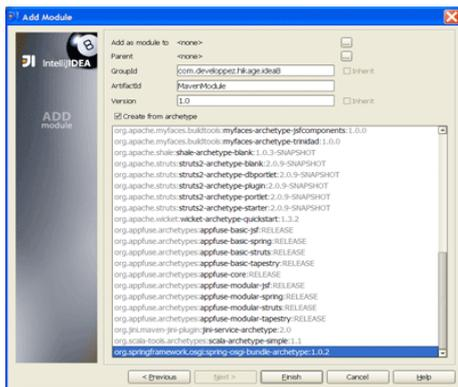 Add Module
8
IntelliJ IDEA
ADD
module
Add as module to <none> ...
Parent <none> ...
GroupId com.developpez.hikage.idea8 Inherit
ArtifactId MavenModule
Version 1.0 Inherit
Create from archetype
org.apache.myfaces.buildtools:myfaces-archetype-jsfcomponents:1.0.0
org.apache.myfaces.buildtools:myfaces-archetype-trinidad:1.0.0
org.apache.shale:shale-archetype-blank:1.0.3-SNAPSHOT
org.apache.struts:struts2-archetype-blank:2.0.9-SNAPSHOT
org.apache.struts:struts2-archetype-dbportlet:2.0.9-SNAPSHOT
org.apache.struts:struts2-archetype-plugin:2.0.9-SNAPSHOT
org.apache.struts:struts2-archetype-portlet:2.0.9-SNAPSHOT
org.apache.struts:struts2-archetype-starter:2.0.9-SNAPSHOT
org.apache.wicket:wicket-archetype-quickstart:1.3.2
org.appfuse.archetypes:appfuse-basic-jsf:RELEASE
org.appfuse.archetypes:appfuse-basic-spring:RELEASE
org.appfuse.archetypes:appfuse-basic-struts:RELEASE
org.appfuse.archetypes:appfuse-basic-tapestry:RELEASE
org.appfuse.archetypes:appfuse-core:RELEASE
org.appfuse.archetypes:appfuse-modular-jsf:RELEASE
org.appfuse.archetypes:appfuse-modular-spring:RELEASE
org.appfuse.archetypes:appfuse-modular-struts:RELEASE
org.appfuse.archetypes:appfuse-modular-tapestry:RELEASE
org.jini.maven-jini-plugin:jini-service-archetype:2.0
org.scala-tools.archetypes:scala-archetype-simple:1.1
org.springframework.osgi:spring-osgi-bundle-archetype:1.0.2
< Previous Next > Finish Cancel Help